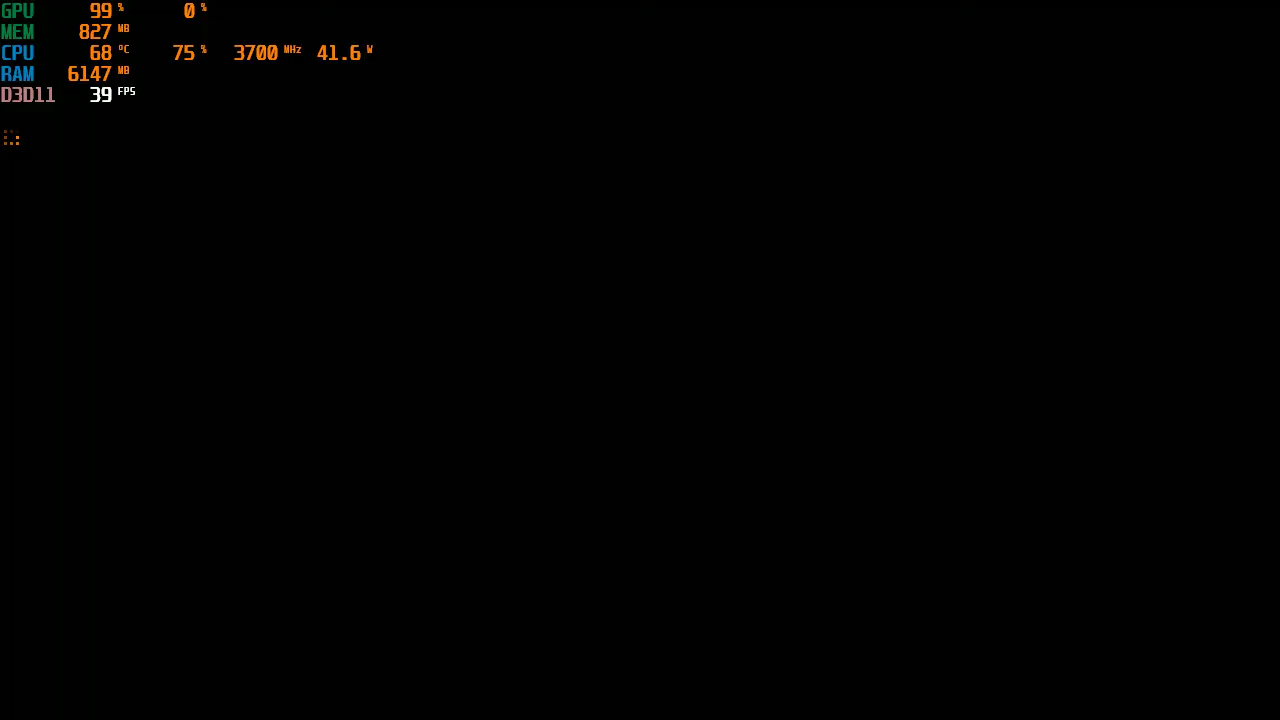 GPU 99 % 0 %
MEM 827 MB
CPU 68 °C 75 % 3700 MHz 41.6 W
RAM 6147 MB
D3D11 39 FPS